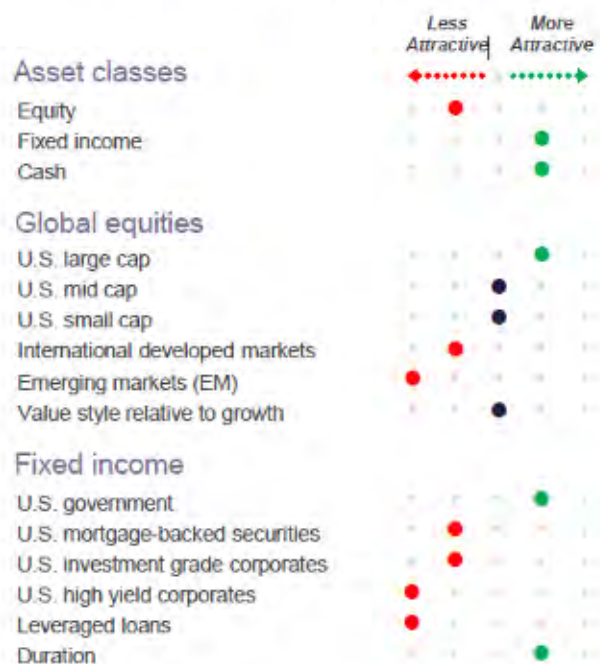 Less More
Attractive Attractive
Asset classes
Equity
Fixed income
Cash
Global equities
U.S. large cap
U.S. mid cap
U.S. small cap
International developed markets
Emerging markets (EM)
Value style relative to growth
Fixed income
U.S. government
U.S. mortgage-backed securities
U.S. investment grade corporates
U.S. high yield corporates
Leveraged loans
Duration